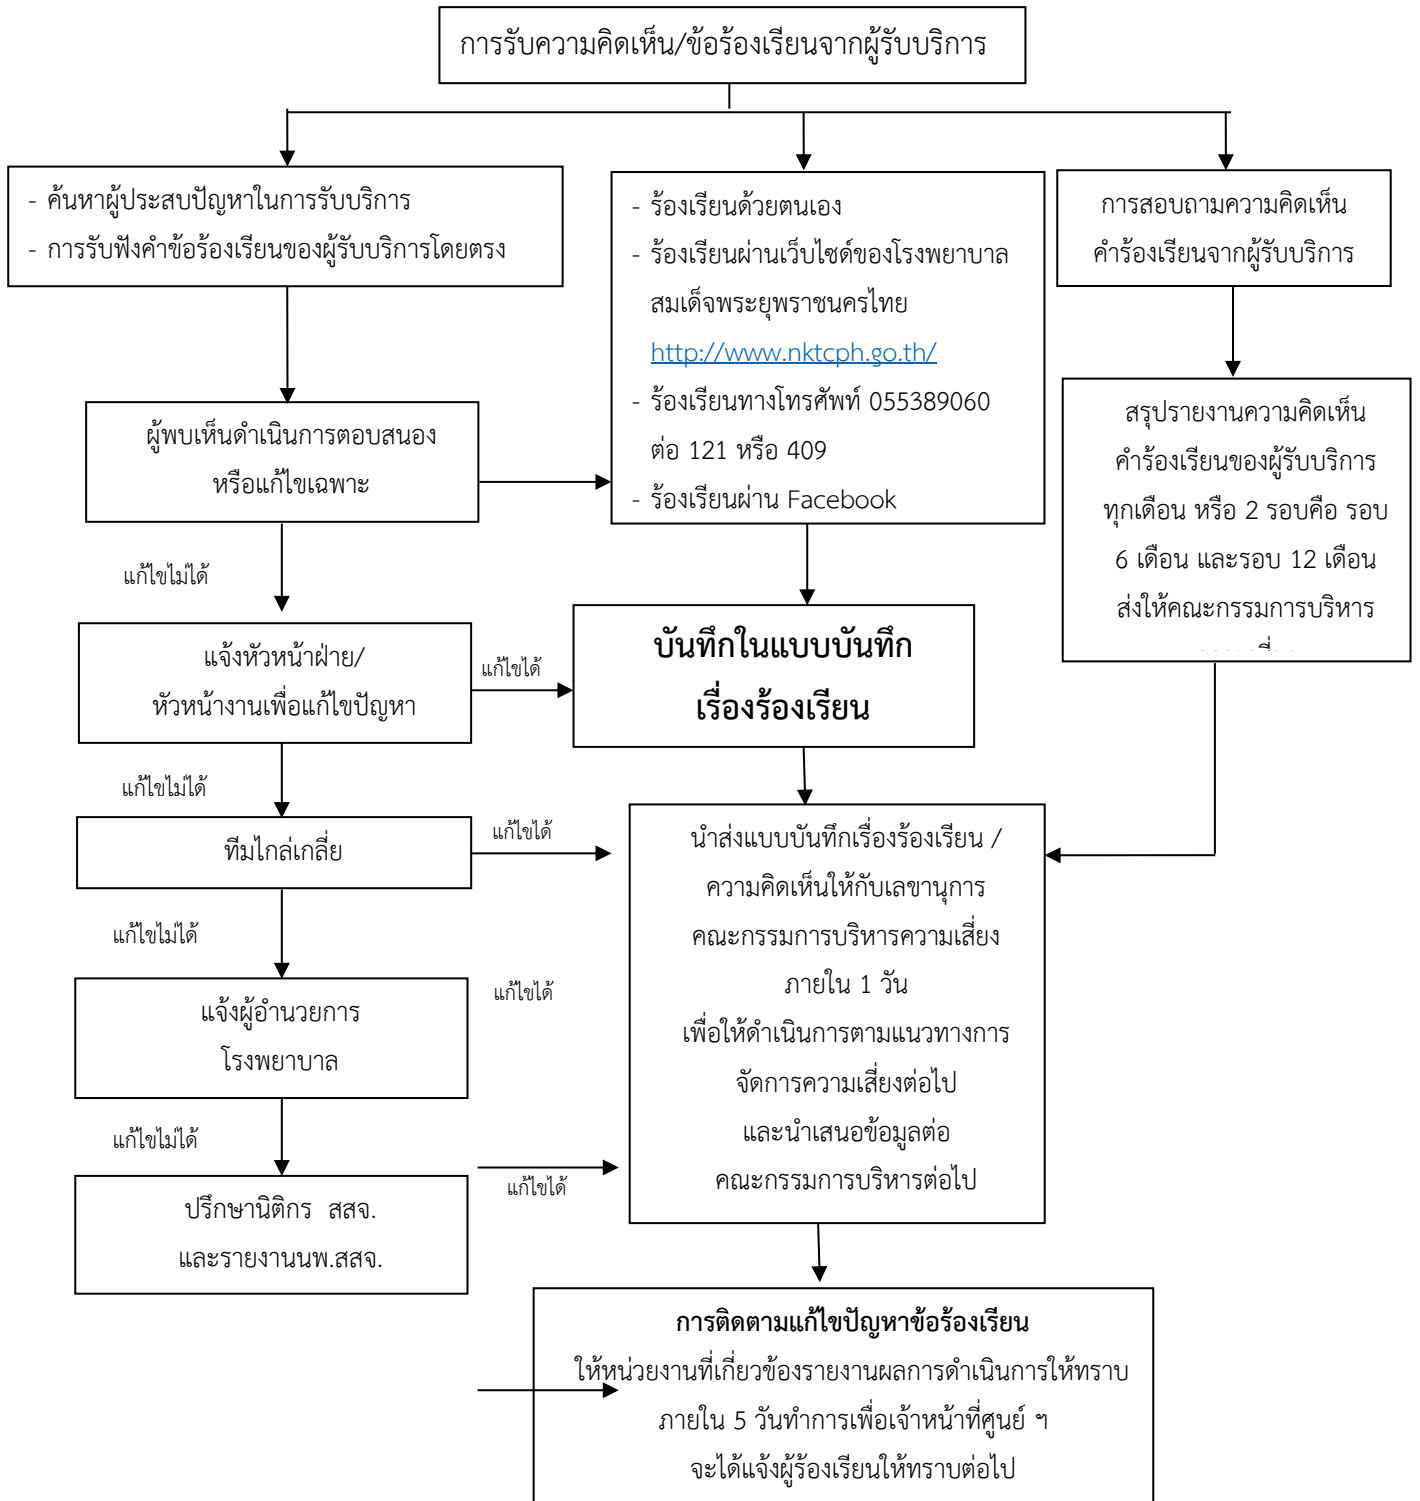 การรับความคิดเห็น/ข้อร้องเรียนจากผู้รับบริการ
- ค้นหาผู้ประสบปัญหาในการรับบริการ
- การรับฟังคำข้อร้องเรียนของผู้รับบริการโดยตรง
- ร้องเรียนด้วยตนเอง
- ร้องเรียนผ่านเว็บไซด์ของโรงพยาบาล
สมเด็จพระยุพราชนครไทย
http://www.nktcph.go.th/
- ร้องเรียนทางโทรศัพท์ 055389060
ต่อ 121 หรือ 409
- ร้องเรียนผ่าน Facebook
การสอบถามความคิดเห็น
คำร้องเรียนจากผู้รับบริการ
ผู้พบเห็นดำเนินการตอบสนอง
หรือแก้ไขเฉพาะ
สรุปรายงานความคิดเห็น
คำร้องเรียนของผู้รับบริการ
ทุกเดือน หรือ 2 รอบคือ รอบ
6 เดือน และรอบ 12 เดือน
ส่งให้คณะกรรมการบริหาร
แก้ไขไม่ได้
แจ้งหัวหน้าฝ่าย/
หัวหน้างานเพื่อแก้ไขปัญหา
แก้ไขได้
บันทึกในแบบบันทึก
เรื่องร้องเรียน
แก้ไขไม่ได้
ทีมไกล่เกลี่ย
แก้ไขได้
นำส่งแบบบันทึกเรื่องร้องเรียน /
ความคิดเห็นให้กับเลขานุการ
คณะกรรมการบริหารความเสี่ยง
ภายใน 1 วัน
เพื่อให้ดำเนินการตามแนวทางการ
จัดการความเสี่ยงต่อไป
และนำเสนอข้อมูลต่อ
คณะกรรมการบริหารต่อไป
แก้ไขไม่ได้
แจ้งผู้อำนวยการ
โรงพยาบาล
แก้ไขได้
แก้ไขไม่ได้
แก้ไขได้
ปรึกษานิติกร สสจ.
และรายงานนพ.สสจ.
การติดตามแก้ไขปัญหาข้อร้องเรียน
ให้หน่วยงานที่เกี่ยวข้องรายงานผลการดำเนินการให้ทราบ
ภายใน 5 วันทำการเพื่อเจ้าหน้าที่ศูนย์ ฯ
จะได้แจ้งผู้ร้องเรียนให้ทราบต่อไป